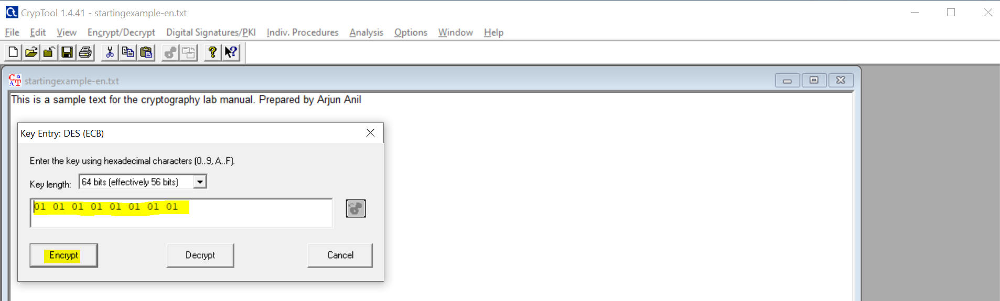 CrypTool 1.4.41 - startingexample-en.txt
File Edit View Encrypt/Decrypt Digital Signatures/PKI Indiv. Procedures Analysis Options Window Help
startingexample-en.txt
This is a sample text for the cryptography lab manual. Prepared by Arjun Anil
Key Entry: DES (ECB)
Enter the key using hexadecimal characters (0..9, A..F).
Key length: 64 bits (effectively 56 bits)
01 01 01 01 01 01 01 01
Encrypt Decrypt Cancel